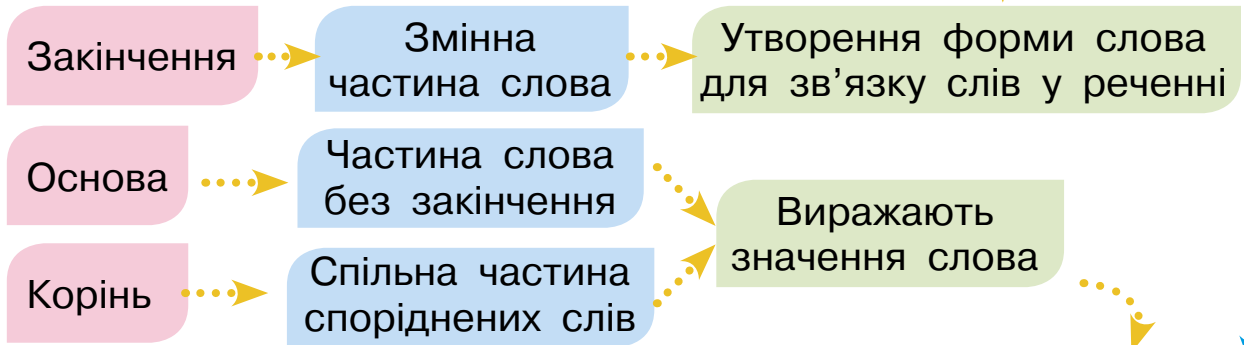 Закінчення
Змінна
частина слова
Утворення форми слова
для зв’язку слів у реченні
Основа
Частина слова
без закінчення
Корінь
Спільна частина
споріднених слів
Виражають
значення слова